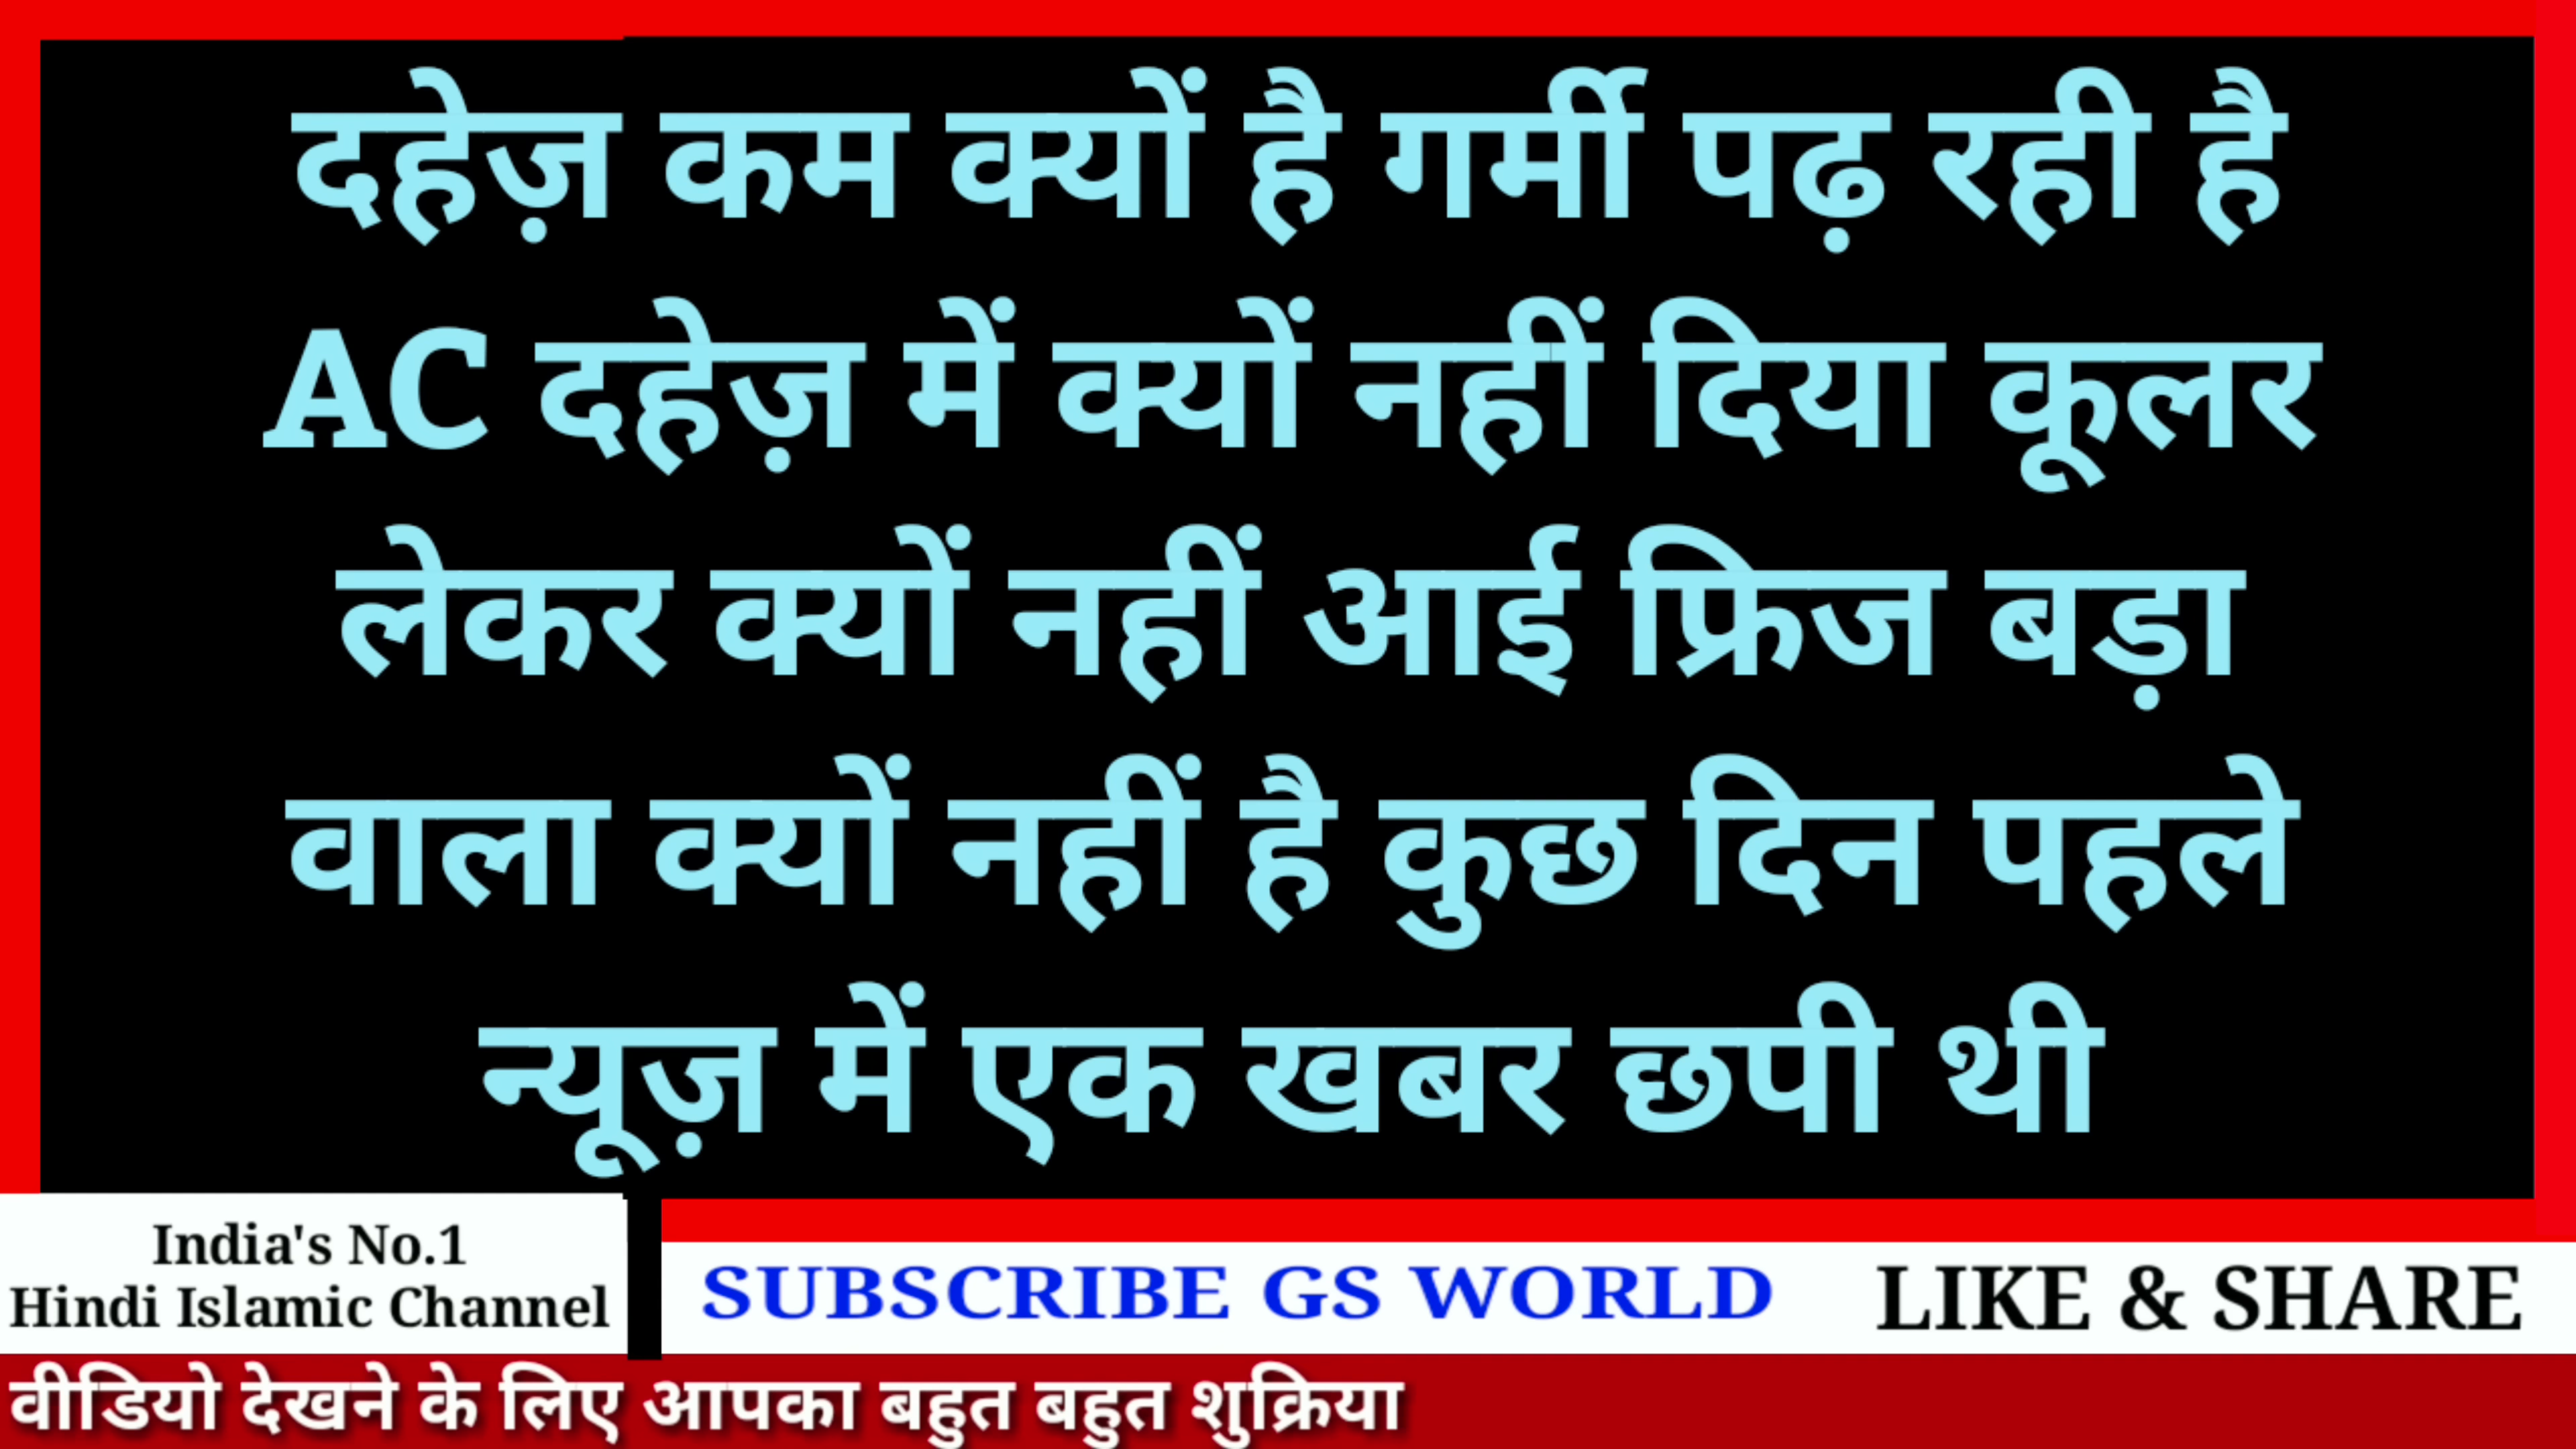 दहेज़ कम क्यों है गर्मी पढ़ रही है
AC दहेज़ में क्यों नहीं दिया कूलर
लेकर क्यों नहीं आई फ्रिज बड़ा
वाला क्यों नहीं है कुछ दिन पहले
न्यूज़ में एक खबर छपी थी
India's No.1
Hindi Islamic Channel
SUBSCRIBE GS WORLD
LIKE & SHARE
वीडियो देखने के लिए आपका बहुत बहुत शुक्रिया